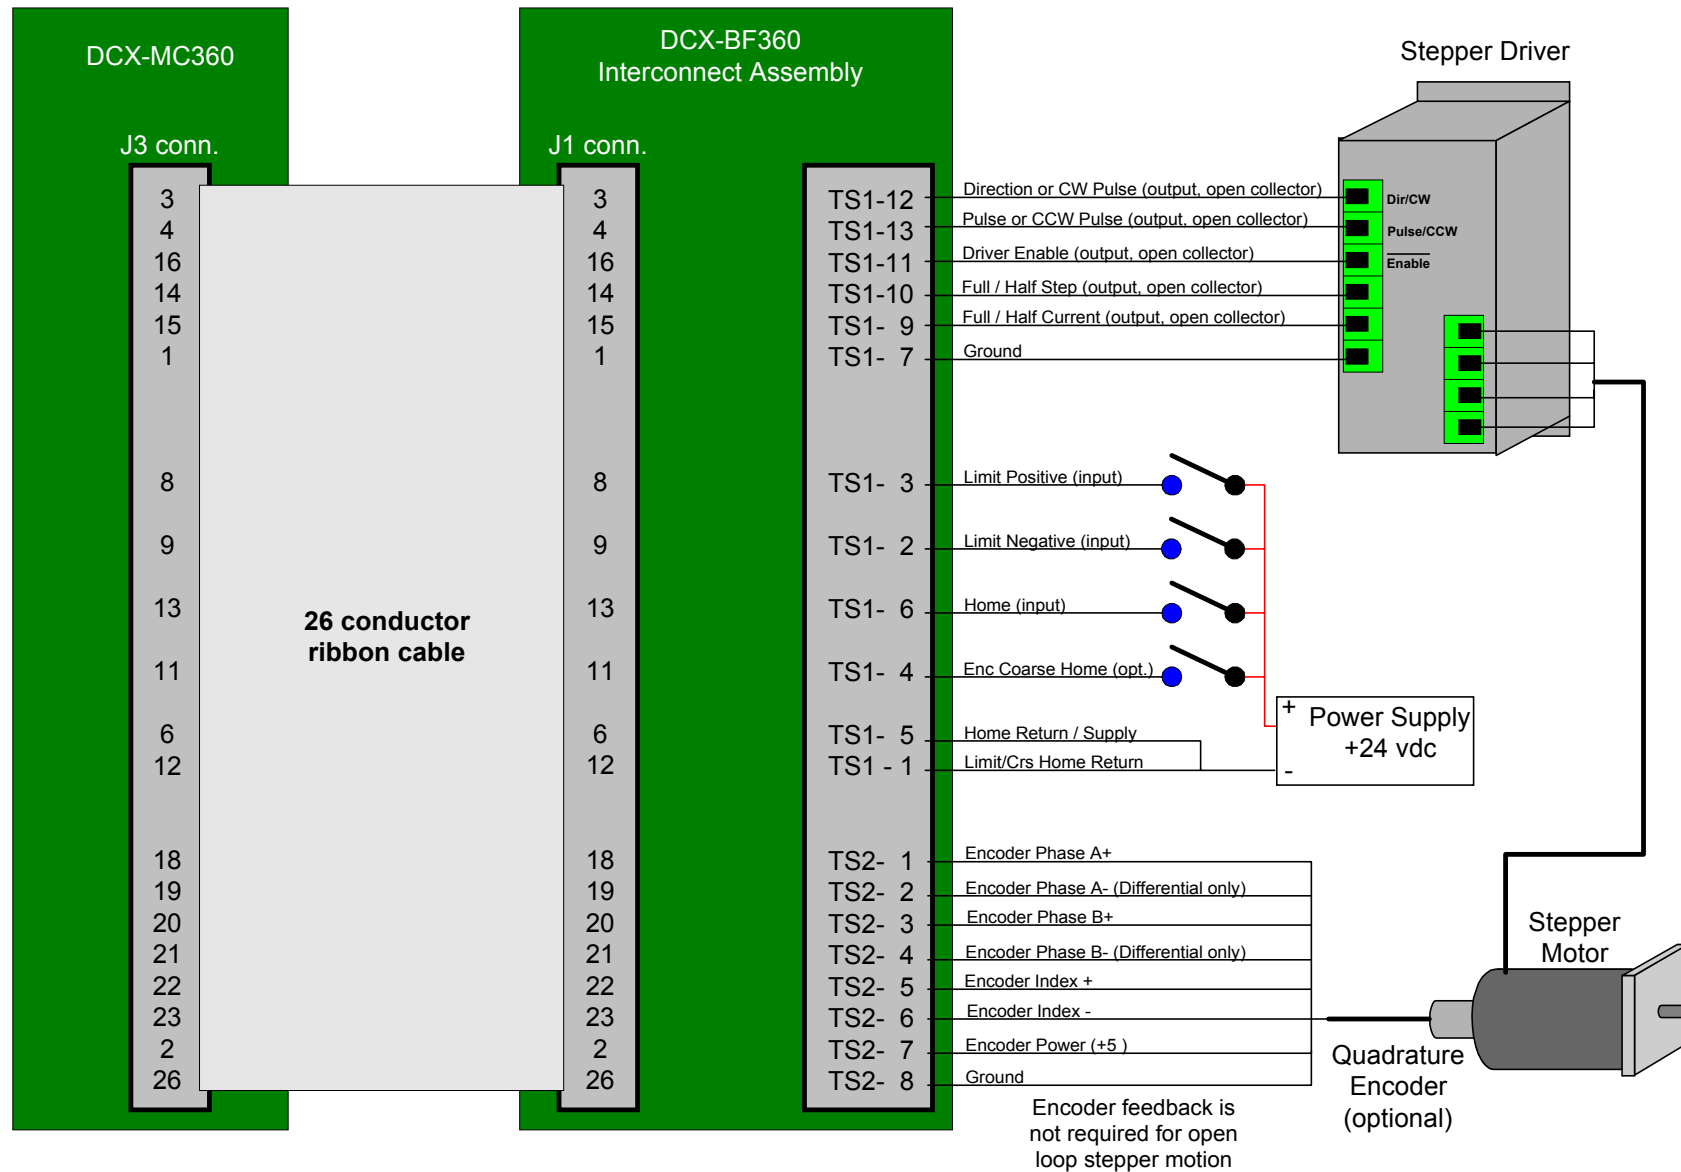 DCX-MC360
DCX-BF360
Interconnect Assembly
Stepper Driver
J3 conn.
J1 conn.
3 3 TS1-12 Direction or CW Pulse (output, open collector) Dir/CW
4 4 TS1-13 Pulse or CCW Pulse (output, open collector) Pulse/CCW
16 16 TS1-11 Driver Enable (output, open collector) Enable
14 14 TS1-10 Full / Half Step (output, open collector)
15 15 TS1- 9 Full / Half Current (output, open collector)
1 1 TS1- 7 Ground
8 8 TS1- 3 Limit Positive (input)
9 9 TS1- 2 Limit Negative (input)
13 13 TS1- 6 Home (input)
26 conductor
ribbon cable
11 11 TS1- 4 Enc Coarse Home (opt.)
6 6 TS1- 5 Home Return / Supply
12 12 TS1 - 1 Limit/Crs Home Return
+ Power Supply
+24 vdc
-
18 18 TS2- 1 Encoder Phase A+
19 19 TS2- 2 Encoder Phase A- (Differential only)
20 20 TS2- 3 Encoder Phase B+
21 21 TS2- 4 Encoder Phase B- (Differential only)
22 22 TS2- 5 Encoder Index +
23 23 TS2- 6 Encoder Index -
2 2 TS2- 7 Encoder Power (+5 )
26 26 TS2- 8 Ground
Stepper
Motor
Quadrature
Encoder
(optional)
Encoder feedback is
not required for open
loop stepper motion